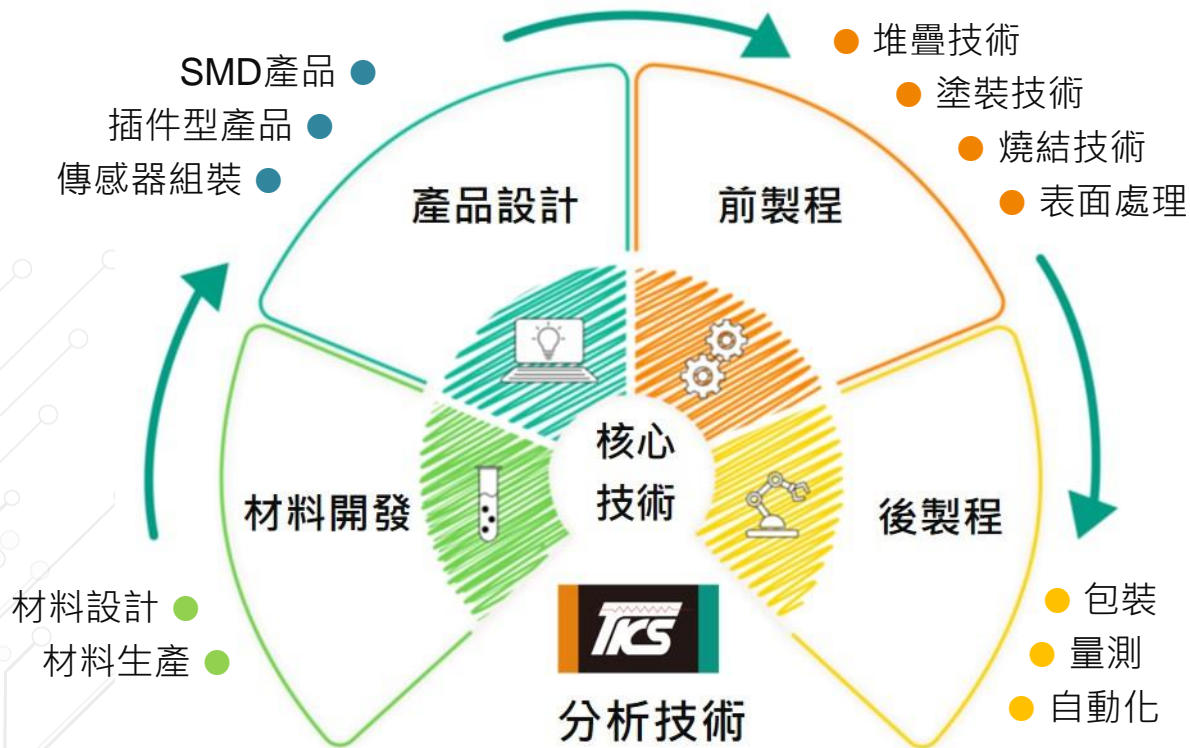 SMD產品
插件型產品
傳感器組裝
堆疊技術
塗裝技術
燒結技術
表面處理
產品設計
前製程
核心
技術
材料開發
後製程
材料設計
材料生產
包裝
量測
自動化
TKS
分析技術